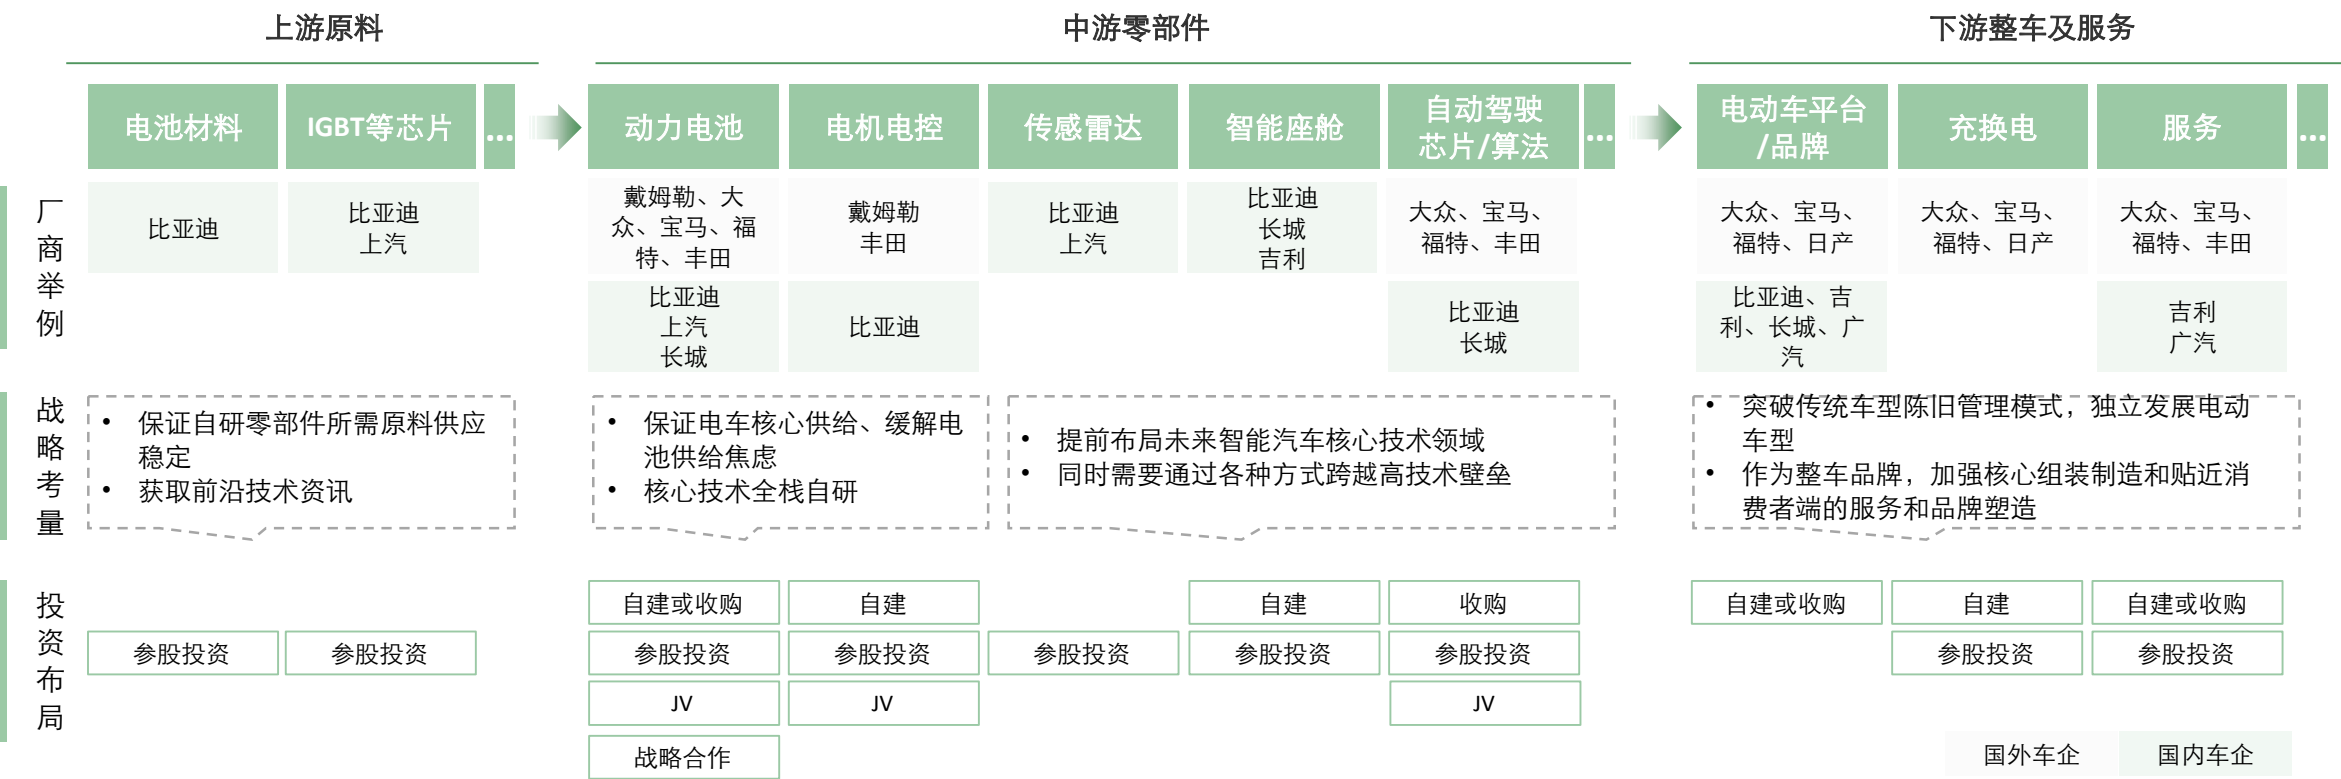 上游原料
中游零部件
下游整车及服务
电池材料
IGBT等芯片
...
动力电池
电机电控
传感雷达
智能座舱
自动驾驶
芯片/算法
...
电动车平台
/品牌
充换电
服务
...
厂商举例
比亚迪
比亚迪
上汽
戴姆勒、大
众、宝马、福
特、丰田
戴姆勒
丰田
比亚迪
上汽
比亚迪
长城
吉利
大众、宝马、
福特、丰田
大众、宝马、
福特、日产
大众、宝马、
福特、日产
大众、宝马、
福特、丰田
比亚迪
上汽
长城
比亚迪
比亚迪
长城
比亚迪、吉
利、长城、广
汽
吉利
广汽
战略考量
• 保证自研零部件所需原料供应
稳定
• 获取前沿技术资讯
• 保证电车核心供给、缓解电
池供给焦虑
• 核心技术全栈自研
• 提前布局未来智能汽车核心技术领域
• 同时需要通过各种方式跨越高技术壁垒
• 突破传统车型陈旧管理模式，独立发展电动
车型
• 作为整车品牌，加强核心组装制造和贴近消
费者端的服务和品牌塑造
投资布局
自建或收购
自建
自建
收购
自建或收购
自建
自建或收购
参股投资
参股投资
参股投资
参股投资
参股投资
参股投资
参股投资
参股投资
参股投资
JV
JV
JV
战略合作
国外车企
国内车企